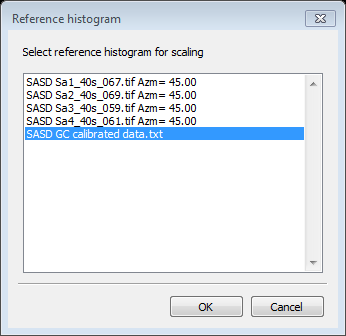 Reference histogram
Select reference histogram for scaling
SASD Sa1_40s_067.tif Azm= 45.00
SASD Sa2_40s_069.tif Azm= 45.00
SASD Sa3_40s_059.tif Azm= 45.00
SASD Sa4_40s_061.tif Azm= 45.00
SASD GC calibrated data.txt
OK Cancel